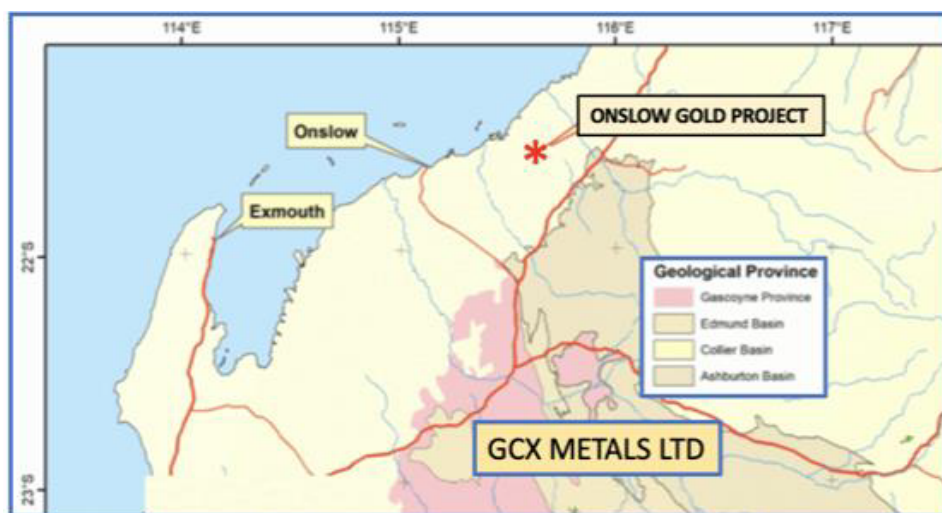 114°E 115°E 116°E 117°E
ONSLOW GOLD PROJECT
Onslow
Exmouth
22°S
Geological Province
Gascoyne Province
Edmund Basin
Collier Basin
Ashburton Basin
GCX METALS LTD
23°S